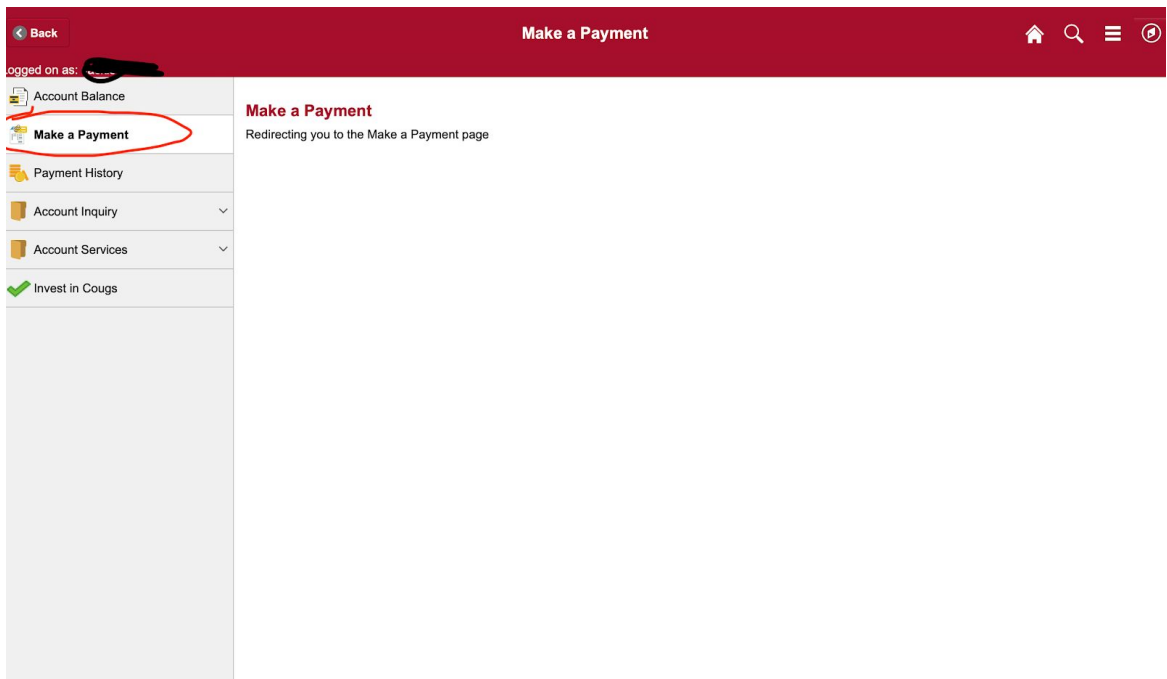 Back
Make a Payment
Logged on as:
Account Balance
Make a Payment
Payment History
Account Inquiry
Account Services
Invest in Cougs
Make a Payment
Redirecting you to the Make a Payment page